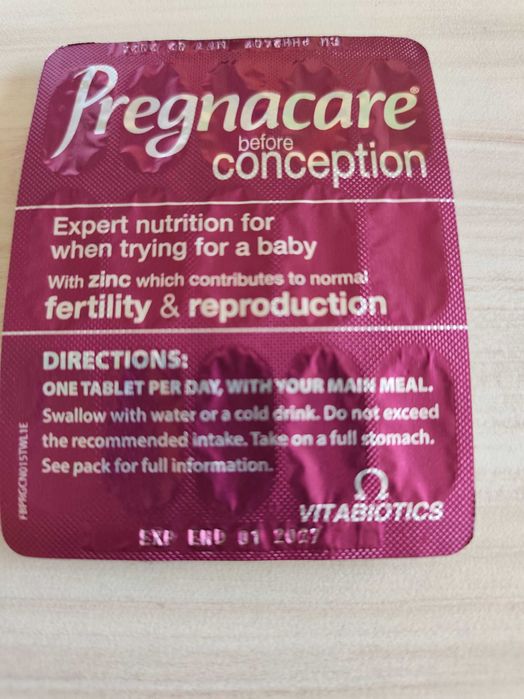 Pregnacare®
before
conception
Expert nutrition for
when trying for a baby
With zinc which contributes to normal
fertility & reproduction
DIRECTIONS:
ONE TABLET PER DAY, WITH YOUR MAIN MEAL.
Swallow with water or a cold drink. Do not exceed
the recommended intake. Take on a full stomach.
See pack for full information.
VITABIOTICS
EXP END 01 2027